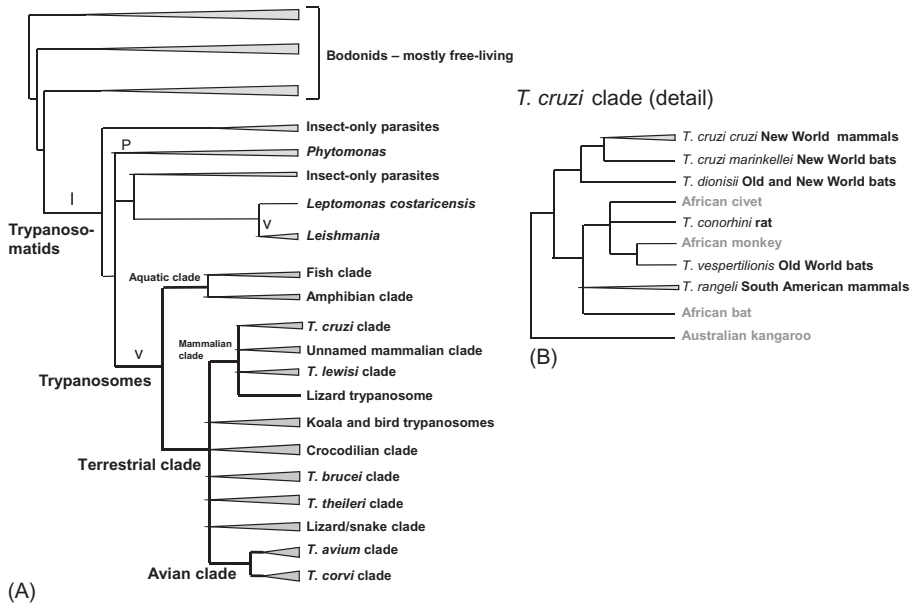 Bodonids – mostly free-living
Insect-only parasites
P
Phytomonas
Insect-only parasites
I
Leptomonas costaricensis
V
Leishmania
Trypanoso-
matids
Aquatic clade
Fish clade
Amphibian clade
T. cruzi clade
Mammalian
clade
Unnamed mammalian clade
V
T. lewisi clade
Trypanosomes
Lizard trypanosome
Koala and bird trypanosomes
Crocodilian clade
Terrestrial clade
T. brucei clade
T. theileri clade
Lizard/snake clade
T. avium clade
Avian clade
T. corvi clade
(A)
T. cruzi clade (detail)
T. cruzi cruzi New World mammals
T. cruzi marinkellei New World bats
T. dionisii Old and New World bats
African civet
T. conorhini rat
African monkey
T. vespertilionis Old World bats
T. rangeli South American mammals
African bat
Australian kangaroo
(B)